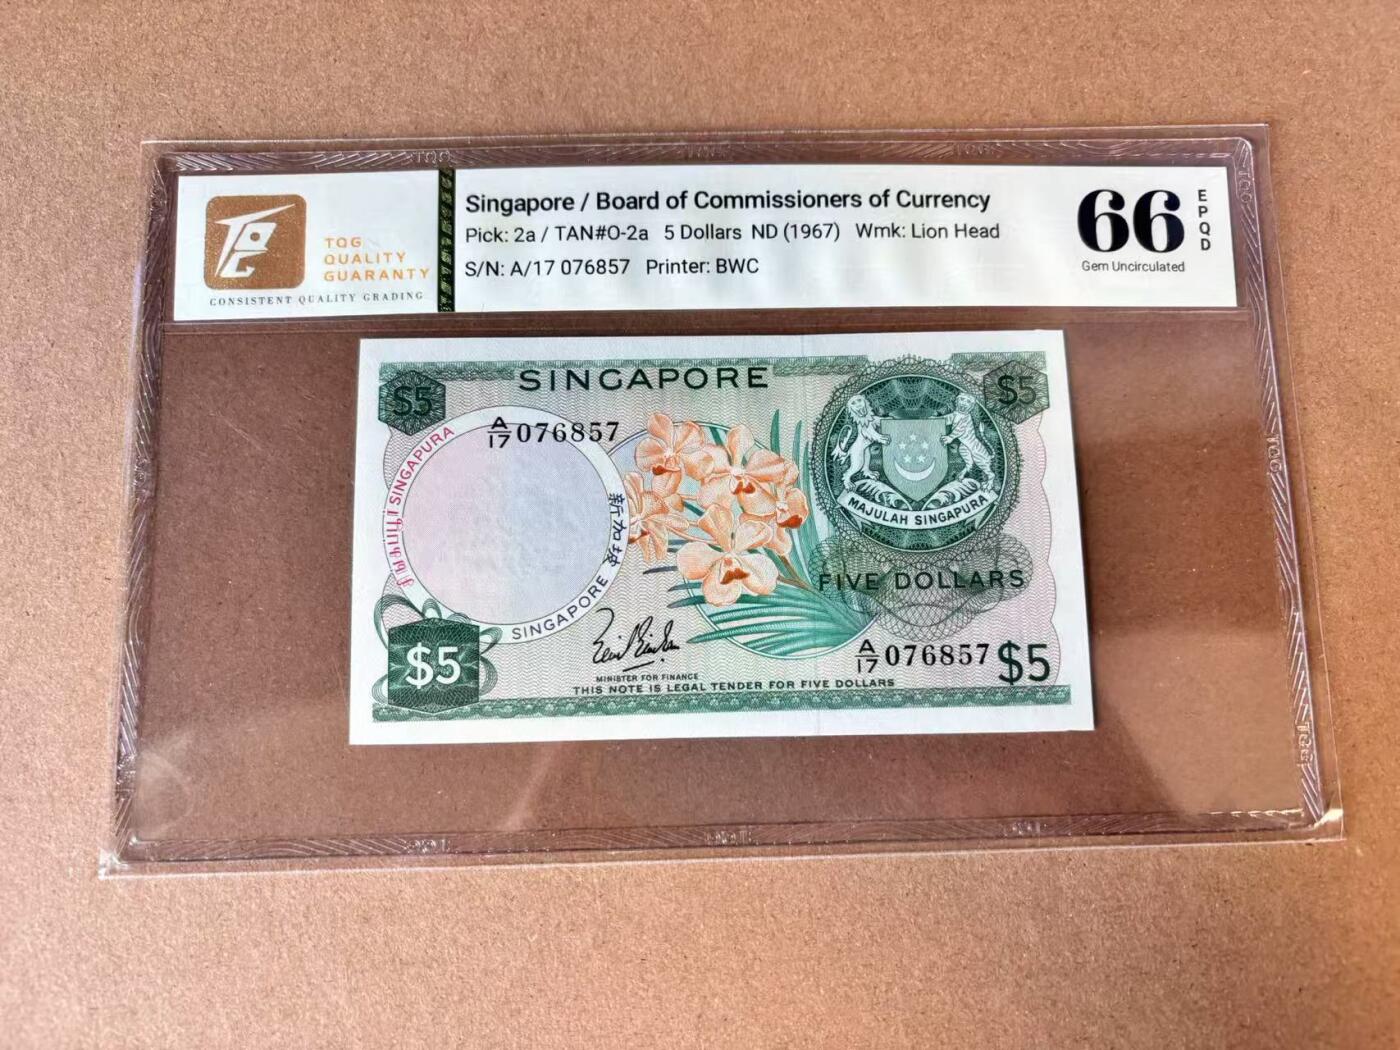 TQG
QUALITY
GUARANTY
CONSISTENT QUALITY GRADING
Singapore / Board of Commissioners of Currency
Pick: 2a / TAN#O-2a 5 Dollars ND (1967) Wmk: Lion Head
S/N: A/17 076857 Printer: BWC
66
EPQD
Gem Uncirculated
$5
SINGAPORE
$5
A/17 076857
சிங்கப்பூர் SINGAPURA
新加坡
SINGAPORE
MAJULAH SINGAPURA
FIVE DOLLARS
$5
MINISTER FOR FINANCE
THIS NOTE IS LEGAL TENDER FOR FIVE DOLLARS
A/17 076857 $5